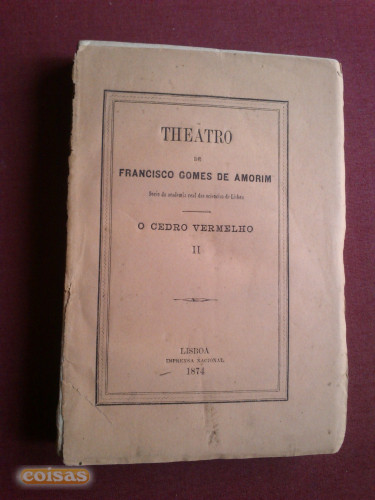 THEATRO
DE
FRANCISCO GOMES DE AMORIM
Socio da academia real das sciencias de Lisboa
O CEDRO VERMELHO
II
LISBOA
IMPRENSA NACIONAL
1874
coisas